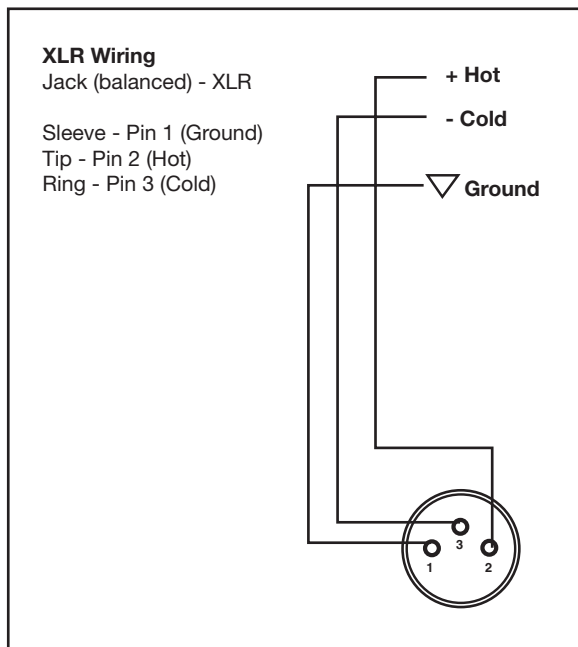 XLR Wiring
Jack (balanced) - XLR
Sleeve - Pin 1 (Ground)
Tip - Pin 2 (Hot)
Ring - Pin 3 (Cold)
+ Hot
- Cold
Ground
3
1
2